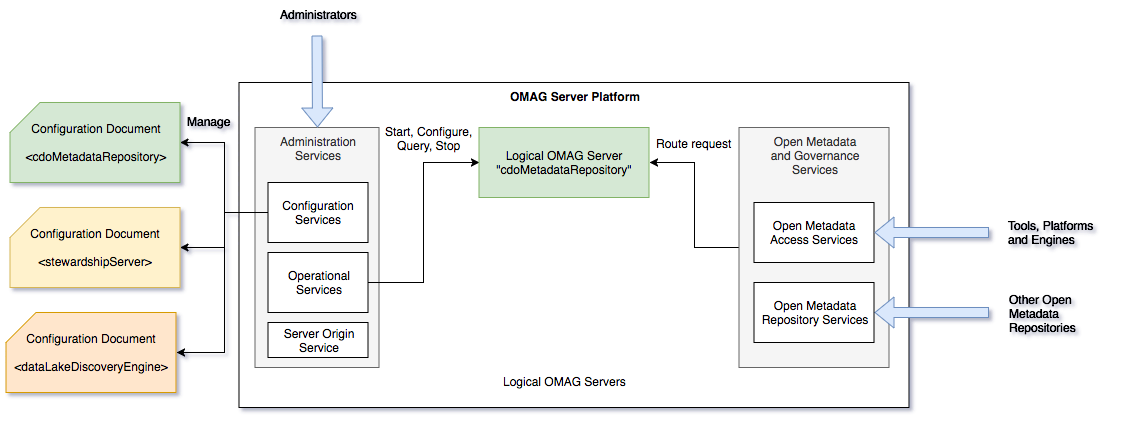 Administrators
OMAG Server Platform
Configuration Document
<cdoMetadataRepository>
Manage
Configuration Document
<stewardshipServer>
Configuration Document
<dataLakeDiscoveryEngine>
Administration
Services
Configuration
Services
Operational
Services
Server Origin
Service
Start, Configure,
Query, Stop
Logical OMAG Server
"cdoMetadataRepository"
Route request
Open Metadata
and Governance
Services
Open Metadata
Access Services
Open Metadata
Repository Services
Tools, Platforms
and Engines
Other Open
Metadata
Repositories
Logical OMAG Servers